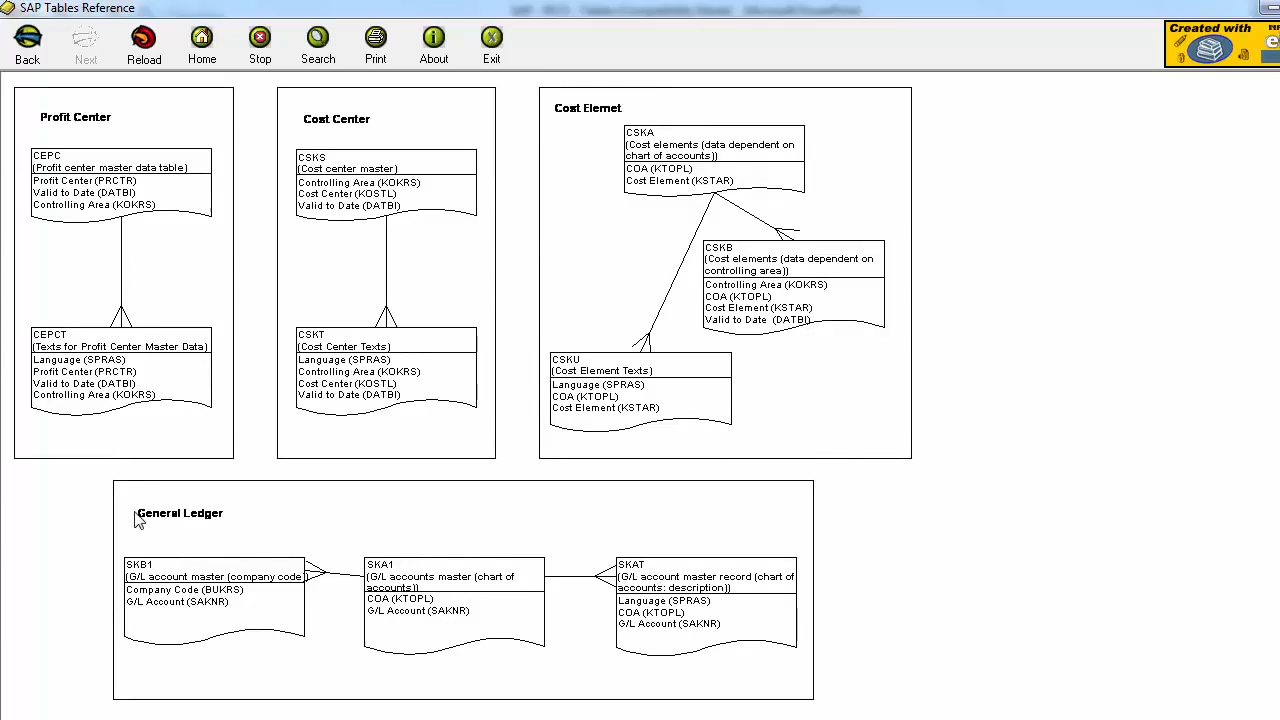 SAP Tables Reference
Back
Next
Reload
Home
Stop
Search
Print
About
Exit
Created with
Profit Center
CEPC
(Profit center master data table)
Profit Center (PRCTR)
Valid to Date (DATBI)
Controlling Area (KOKRS)
CEPCT
(Texts for Profit Center Master Data)
Language (SPRAS)
Profit Center (PRCTR)
Valid to Date (DATBI)
Controlling Area (KOKRS)
Cost Center
CSKS
(Cost center master)
Controlling Area (KOKRS)
Cost Center (KOSTL)
Valid to Date (DATBI)
CSKT
(Cost Center Texts)
Language (SPRAS)
Controlling Area (KOKRS)
Cost Center (KOSTL)
Valid to Date (DATBI)
Cost Elemet
CSKA
(Cost elements (data dependent on
chart of accounts))
COA (KTOPL)
Cost Element (KSTAR)
CSKB
(Cost elements (data dependent on
controlling area))
Controlling Area (KOKRS)
COA (KTOPL)
Cost Element (KSTAR)
Valid to Date (DATBI)
CSKU
(Cost Element Texts)
Language (SPRAS)
COA (KTOPL)
Cost Element (KSTAR)
General Ledger
SKB1
(G/L account master (company code)
Company Code (BUKRS)
G/L Account (SAKNR)
SKA1
(G/L accounts master (chart of
accounts))
COA (KTOPL)
G/L Account (SAKNR)
SKAT
(G/L account master record (chart of
accounts: description))
Language (SPRAS)
COA (KTOPL)
G/L Account (SAKNR)